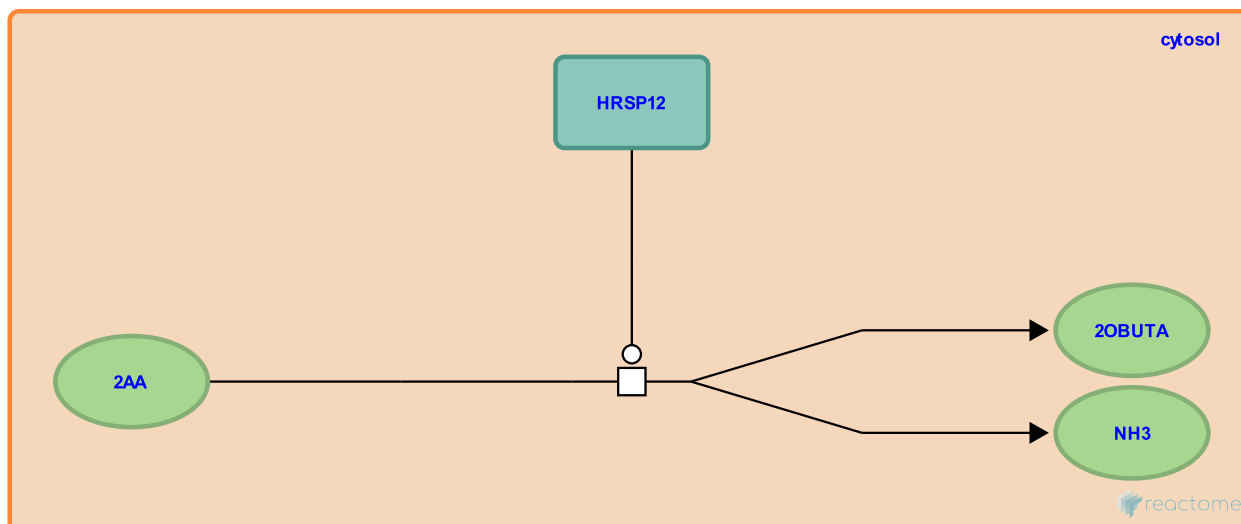 cytosol
HRSP12
2OBUTA
2AA
NH3
reactome